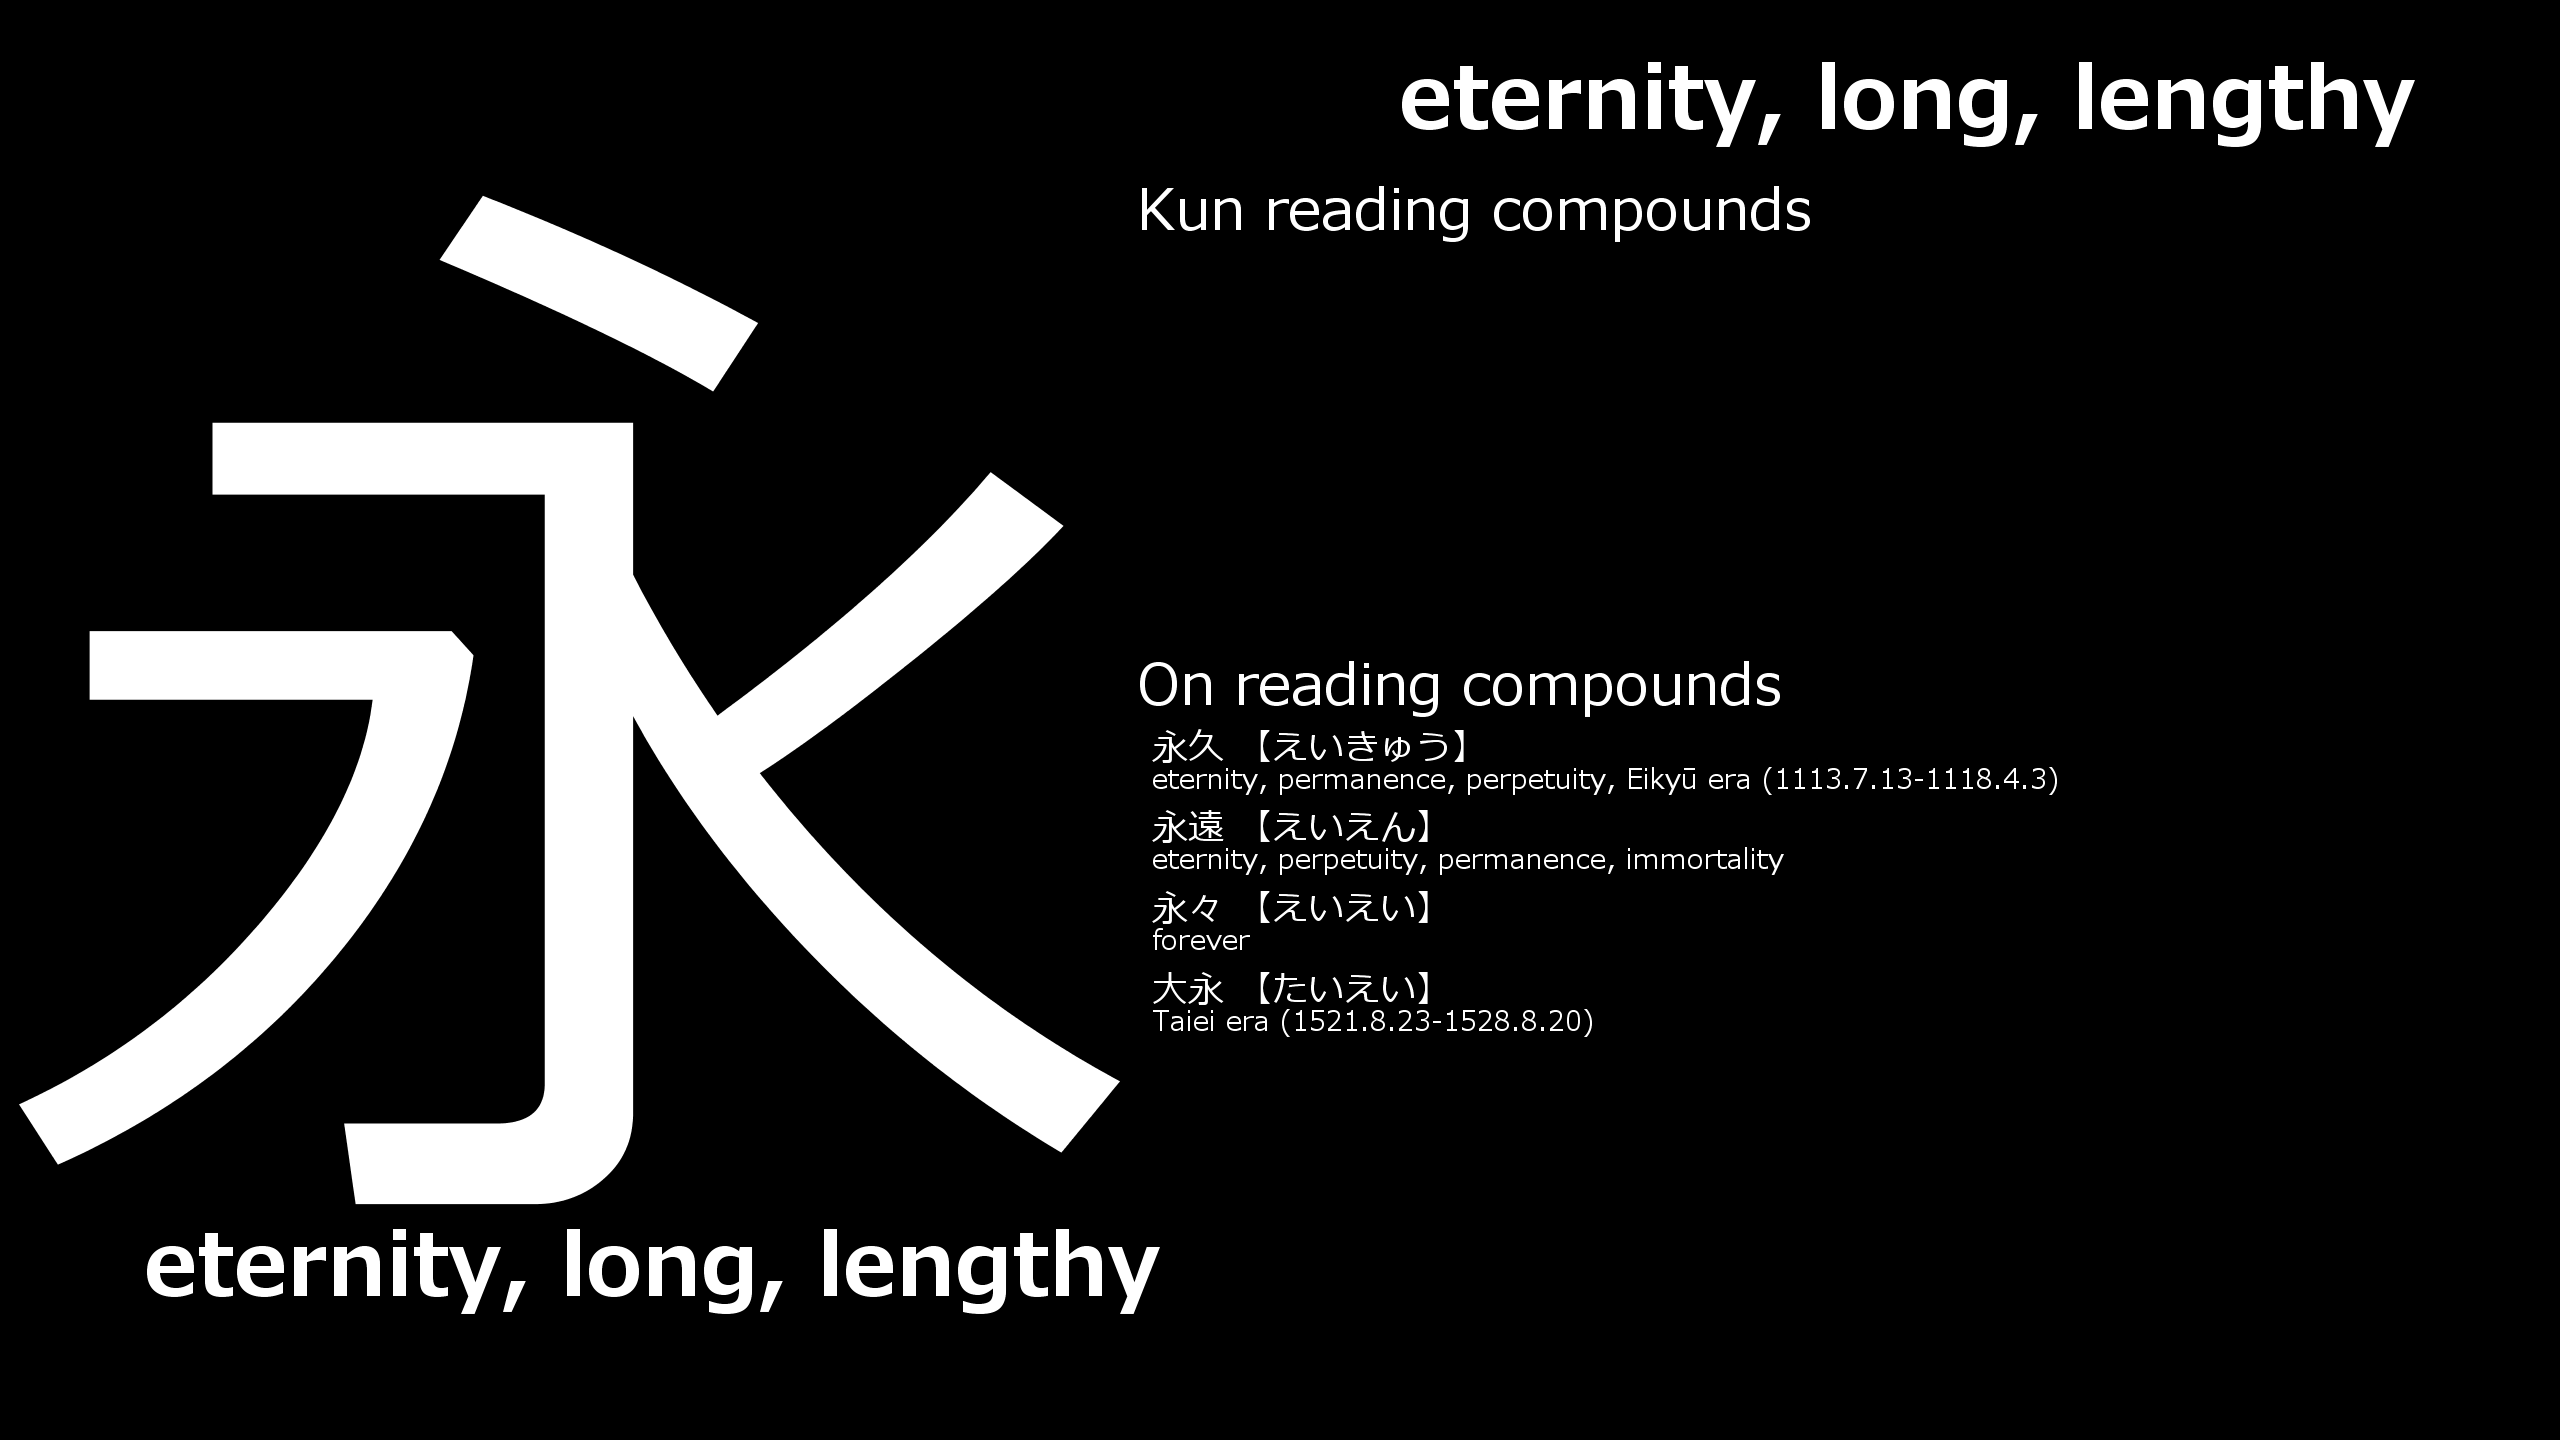 eternity, long, lengthy
Kun reading compounds
永
On reading compounds
永久 【えいきゅう】
eternity, permanence, perpetuity, Eikyū era (1113.7.13-1118.4.3)
永遠 【えいえん】
eternity, perpetuity, permanence, immortality
永々 【えいえい】
forever
大永 【たいえい】
Taiei era (1521.8.23-1528.8.20)
eternity, long, lengthy